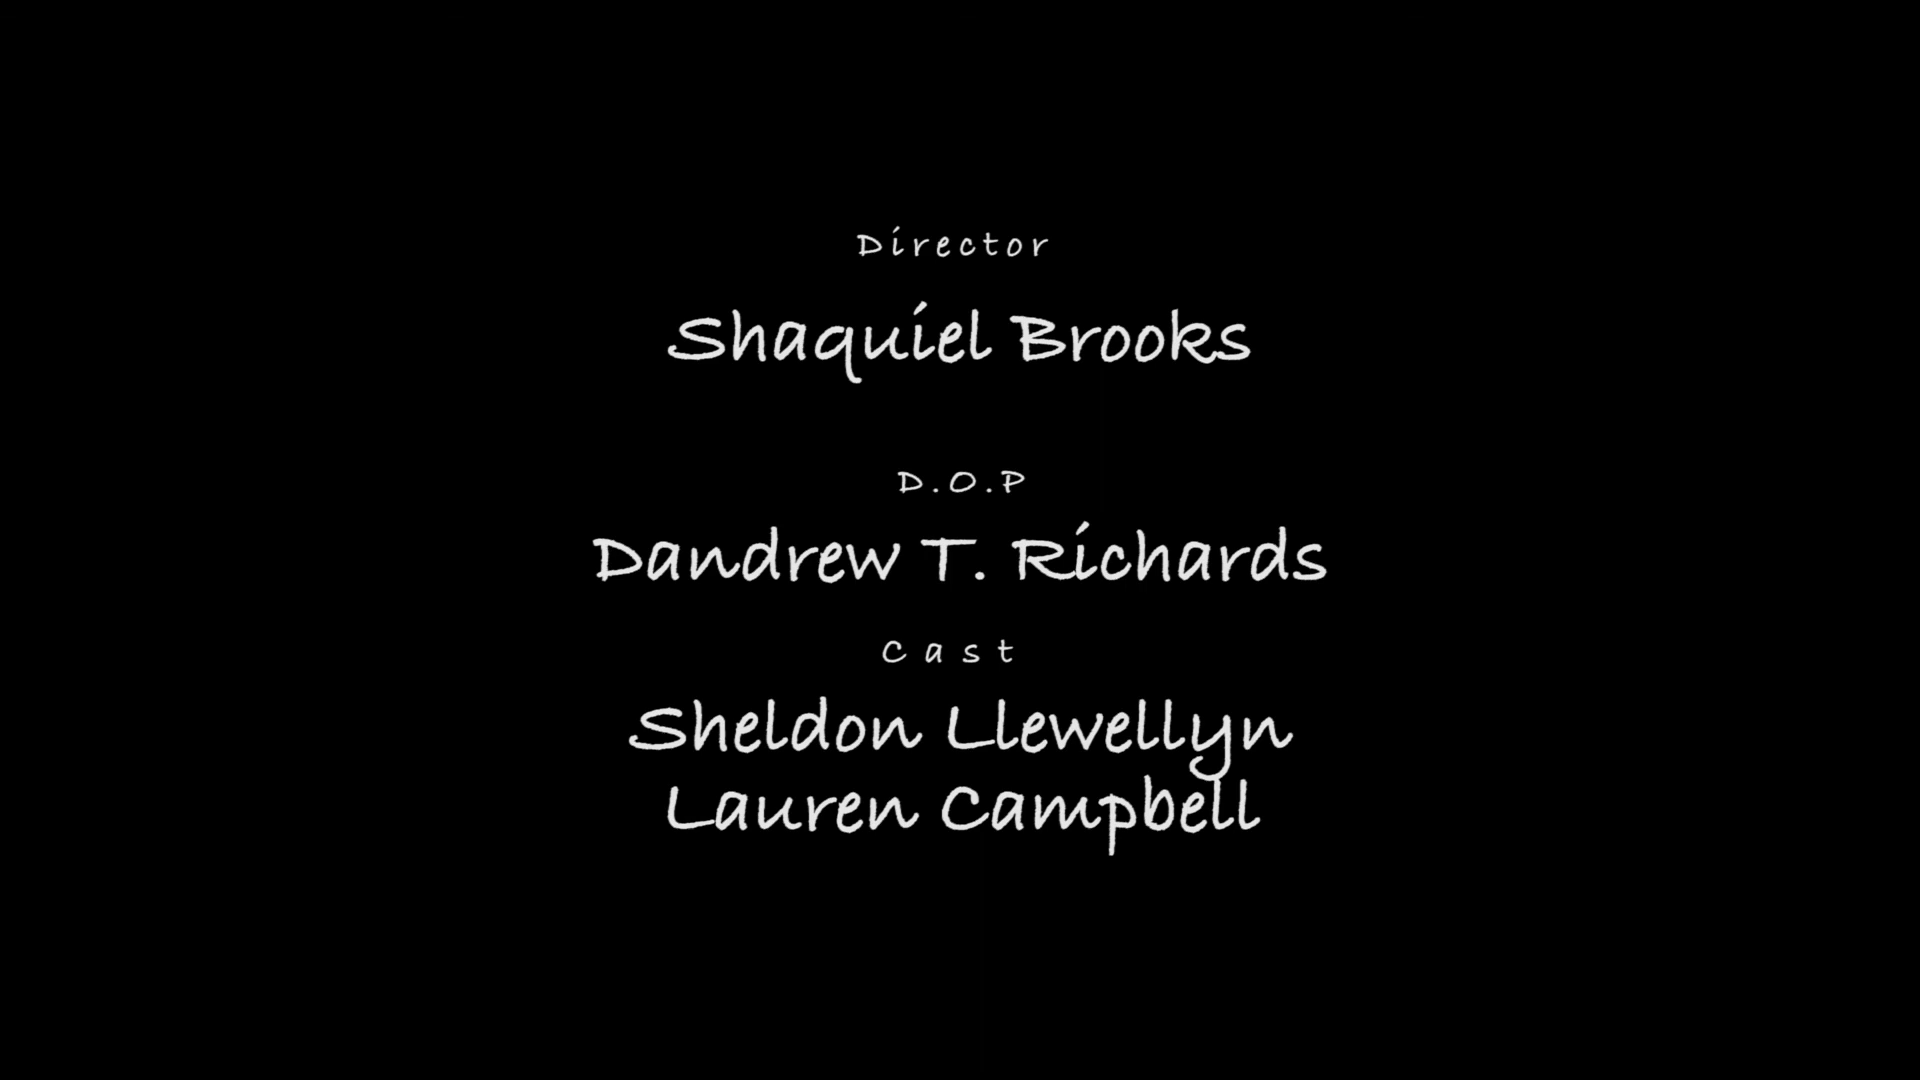 Director
Shaquiel Brooks
D.O.P
Dandrew T. Richards
Cast
Sheldon Llewellyn
Lauren Campbell